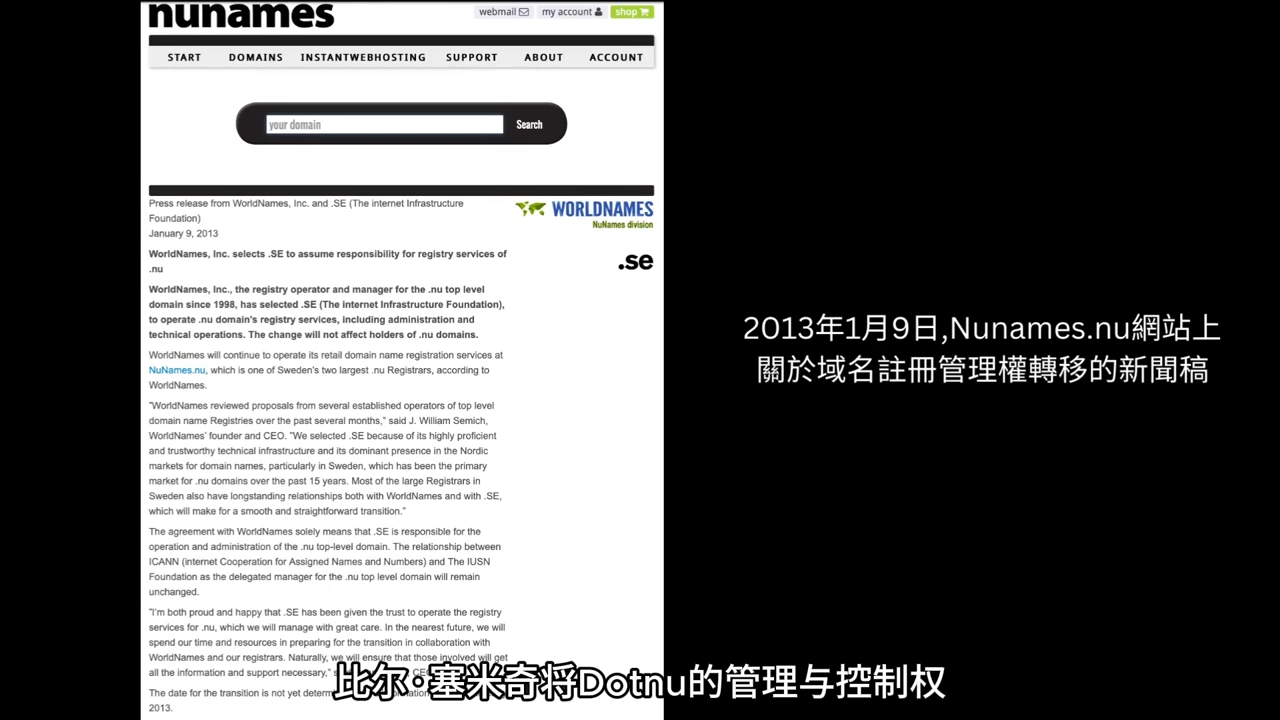 nunames
webmail
my account
shop
START DOMAINS INSTANTWEBHOSTING SUPPORT ABOUT ACCOUNT
your domain
Search
Press release from WorldNames, Inc. and .SE (The internet Infrastructure
Foundation)
January 9, 2013
WORLDNAMES
NuNames division
.se
WorldNames, Inc. selects .SE to assume responsibility for registry services of
.nu
WorldNames, Inc., the registry operator and manager for the .nu top level
domain since 1998, has selected .SE (The internet Infrastructure Foundation),
to operate .nu domain's registry services, including administration and
technical operations. The change will not affect holders of .nu domains.
WorldNames will continue to operate its retail domain name registration services at
NuNames.nu, which is one of Sweden's two largest .nu Registrars, according to
WorldNames.
"WorldNames reviewed proposals from several established operators of top level
domain name Registries over the past several months," said J. William Semich,
WorldNames' founder and CEO. "We selected .SE because of its highly proficient
and trustworthy technical infrastructure and its dominant presence in the Nordic
markets for domain names, particularly in Sweden, which has been the primary
market for .nu domains over the past 15 years. Most of the large Registrars in
Sweden also have longstanding relationships both with WorldNames and with .SE,
which will make for a smooth and straightforward transition."
The agreement with WorldNames solely means that .SE is responsible for the
operation and administration of the .nu top-level domain. The relationship between
ICANN (internet Cooperation for Assigned Names and Numbers) and The IUSN
Foundation as the delegated manager for the .nu top level domain will remain
unchanged.
"I'm both proud and happy that .SE has been given the trust to operate the registry
services for .nu, which we will manage with great care. In the nearest future, we will
spend our time and resources in preparing for the transition in collaboration with
WorldNames and our registrars. Naturally, we will ensure that those involved will get
all the information and support necessary,"
The date for the transition is not yet
2013.
2013年1月9日,Nunames.nu網站上
關於域名註冊管理權轉移的新聞稿
比尔·塞米奇将Dotnu的管理与控制权